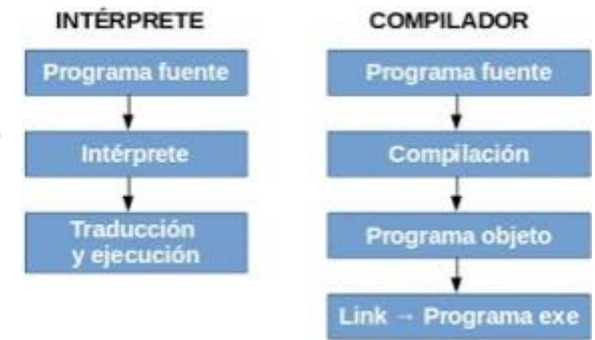 INTÉRPRETE
Programa fuente
Intérprete
Traducción
y ejecución
COMPILADOR
Programa fuente
Compilación
Programa objeto
Link → Programa exe